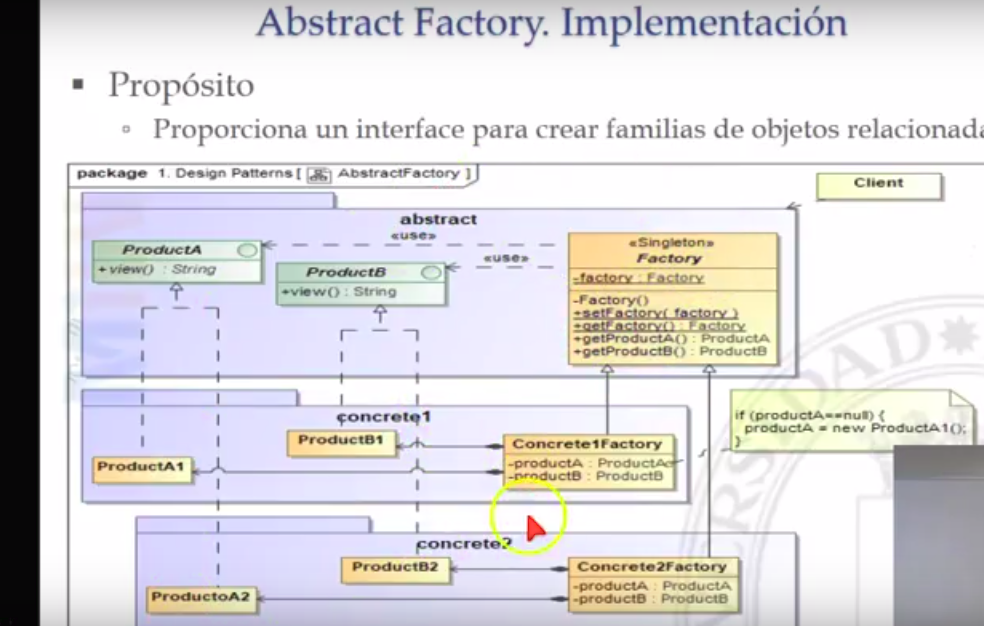 Abstract Factory. Implementación
▪ Propósito
▫ Proporciona un interface para crear familias de objetos
package 1. Design Patterns [ AbstractFactory ]
Client
abstract
«use»
«use»
ProductA
+view() : String
ProductB
+view() : String
«Singleton»
Factory
-factory : Factory
-Factory()
+setFactory( factory )
+getFactory() : Factory
+getProductA() : ProductA
+getProductB() : ProductB
if (productA==null) {
productA = new ProductA1();
}
concrete1
ProductB1
ProductA1
Concrete1Factory
-productA : ProductA
-productB : ProductB
concrete2
ProductB2
ProductoA2
Concrete2Factory
-productA : ProductA
-productB : ProductB